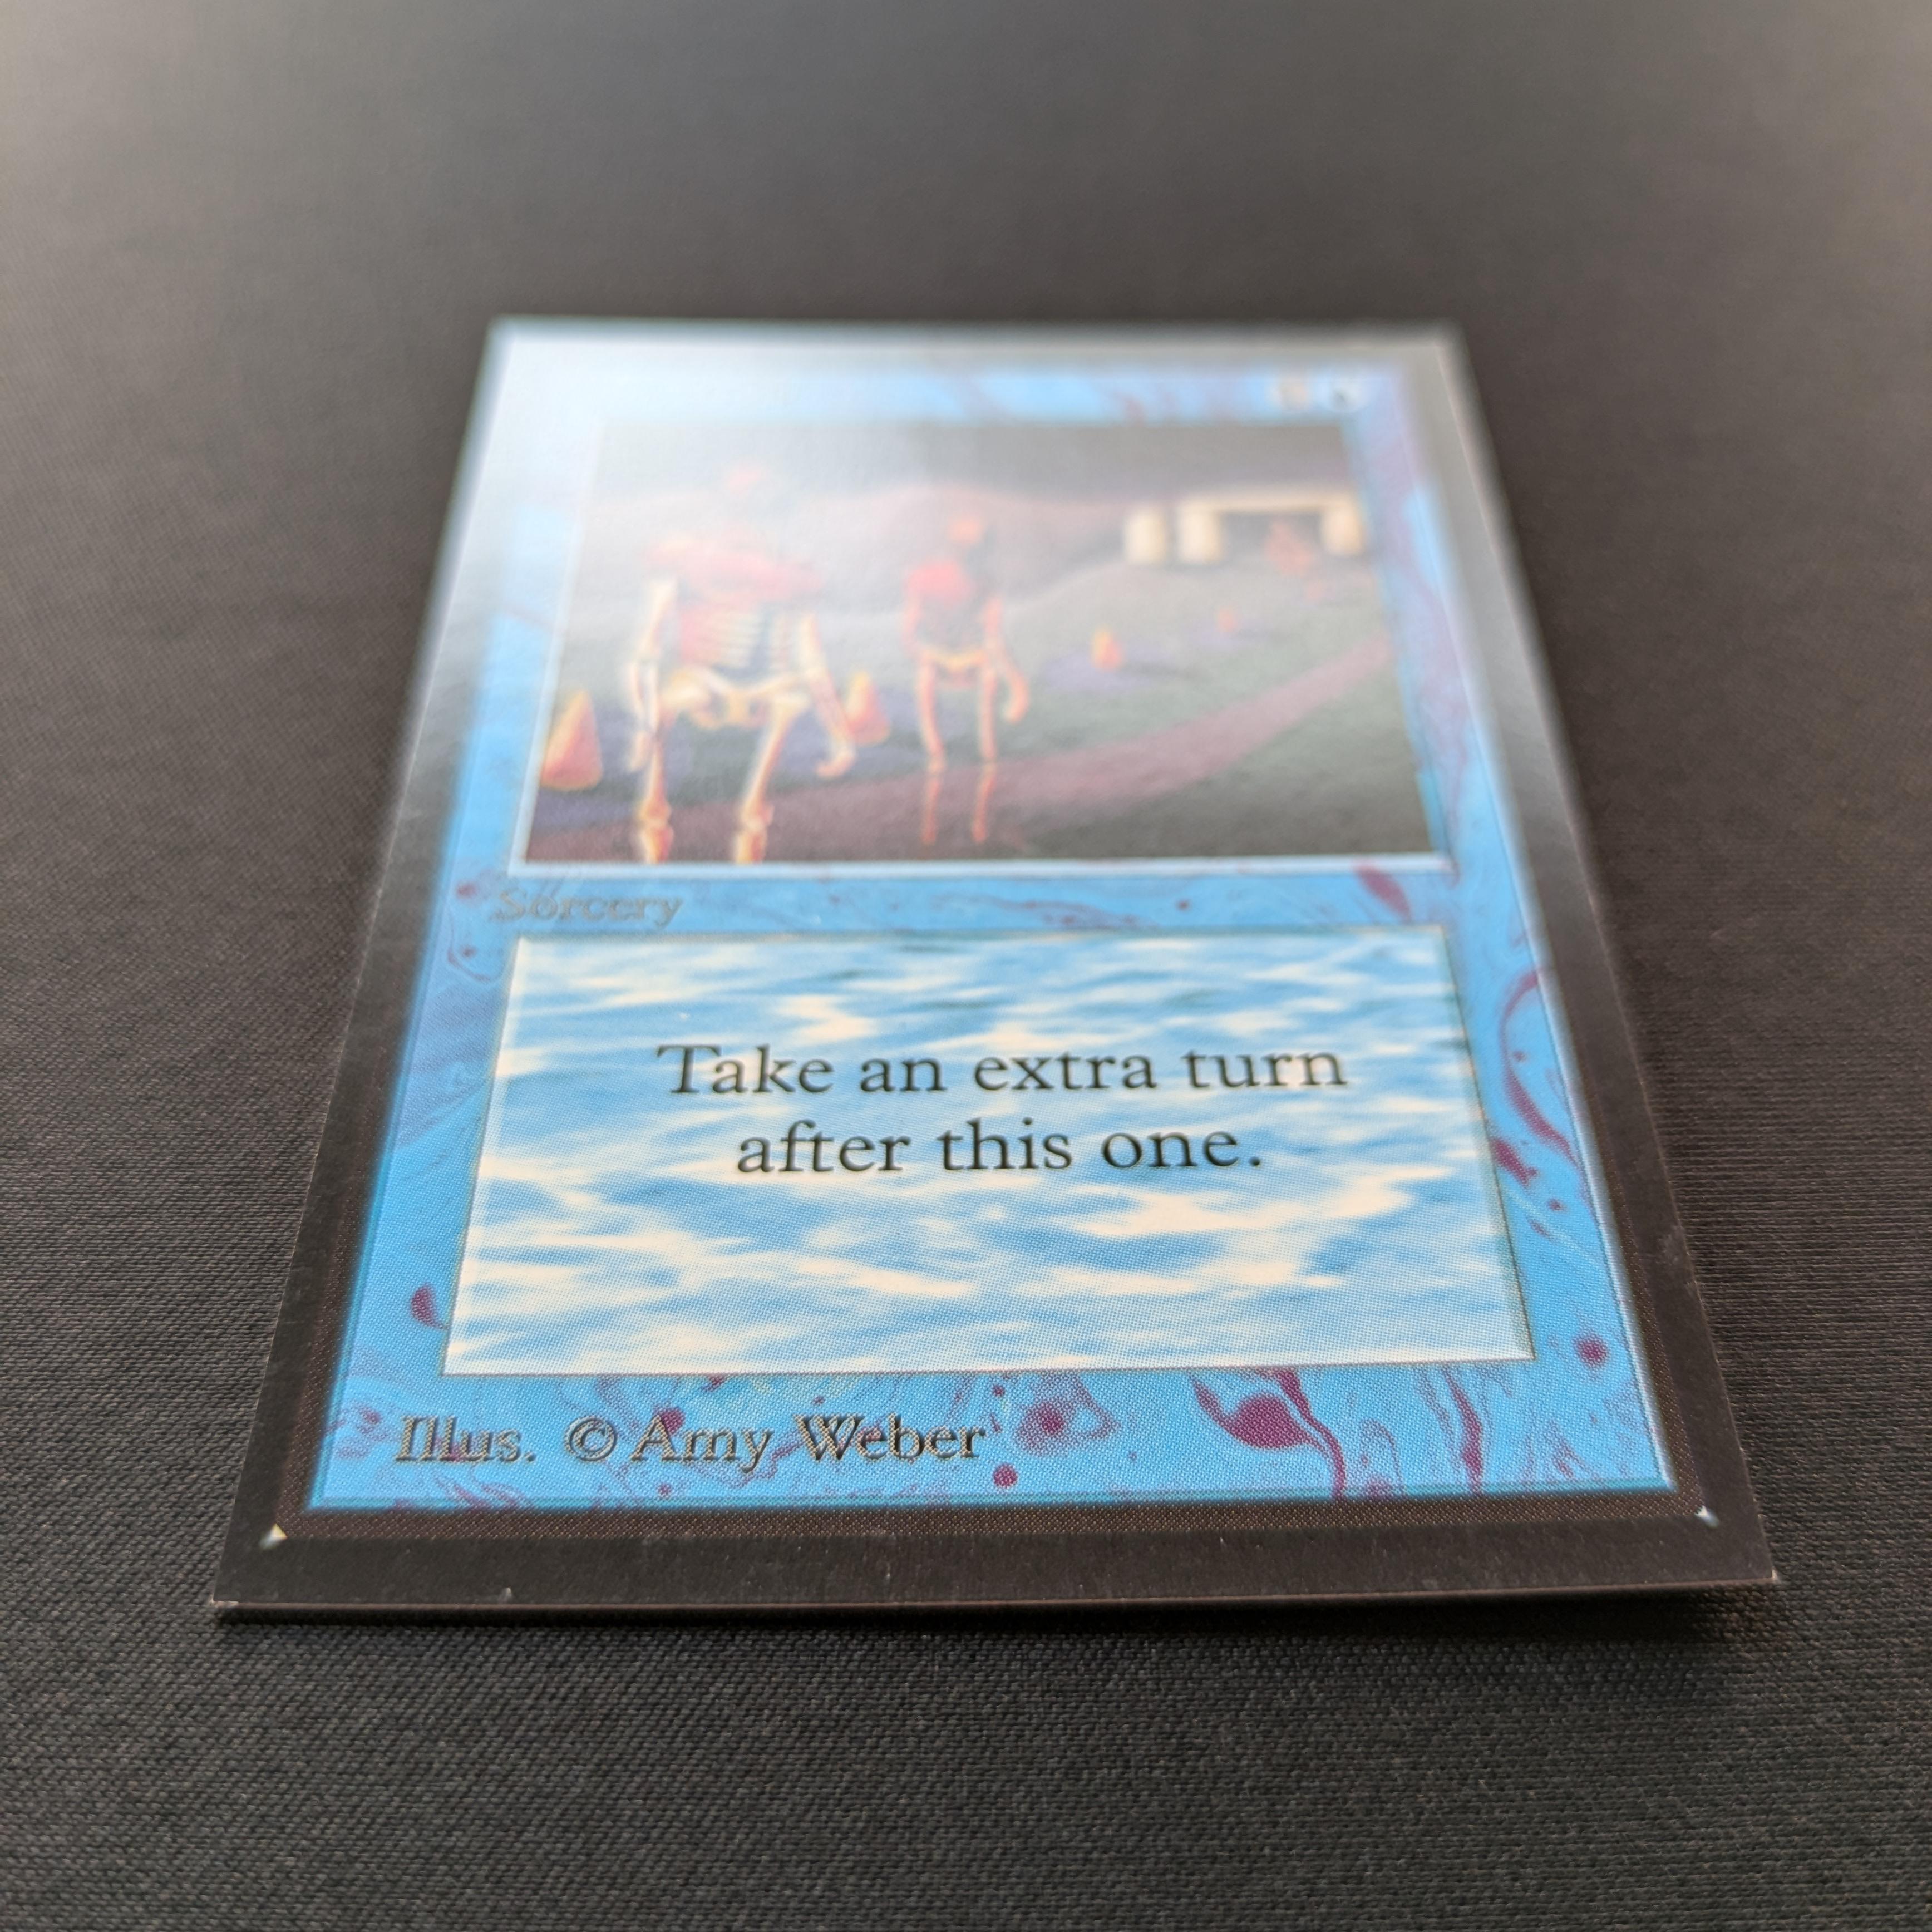 Sorcery
Take an extra turn
after this one.
Illus. © Amy Weber